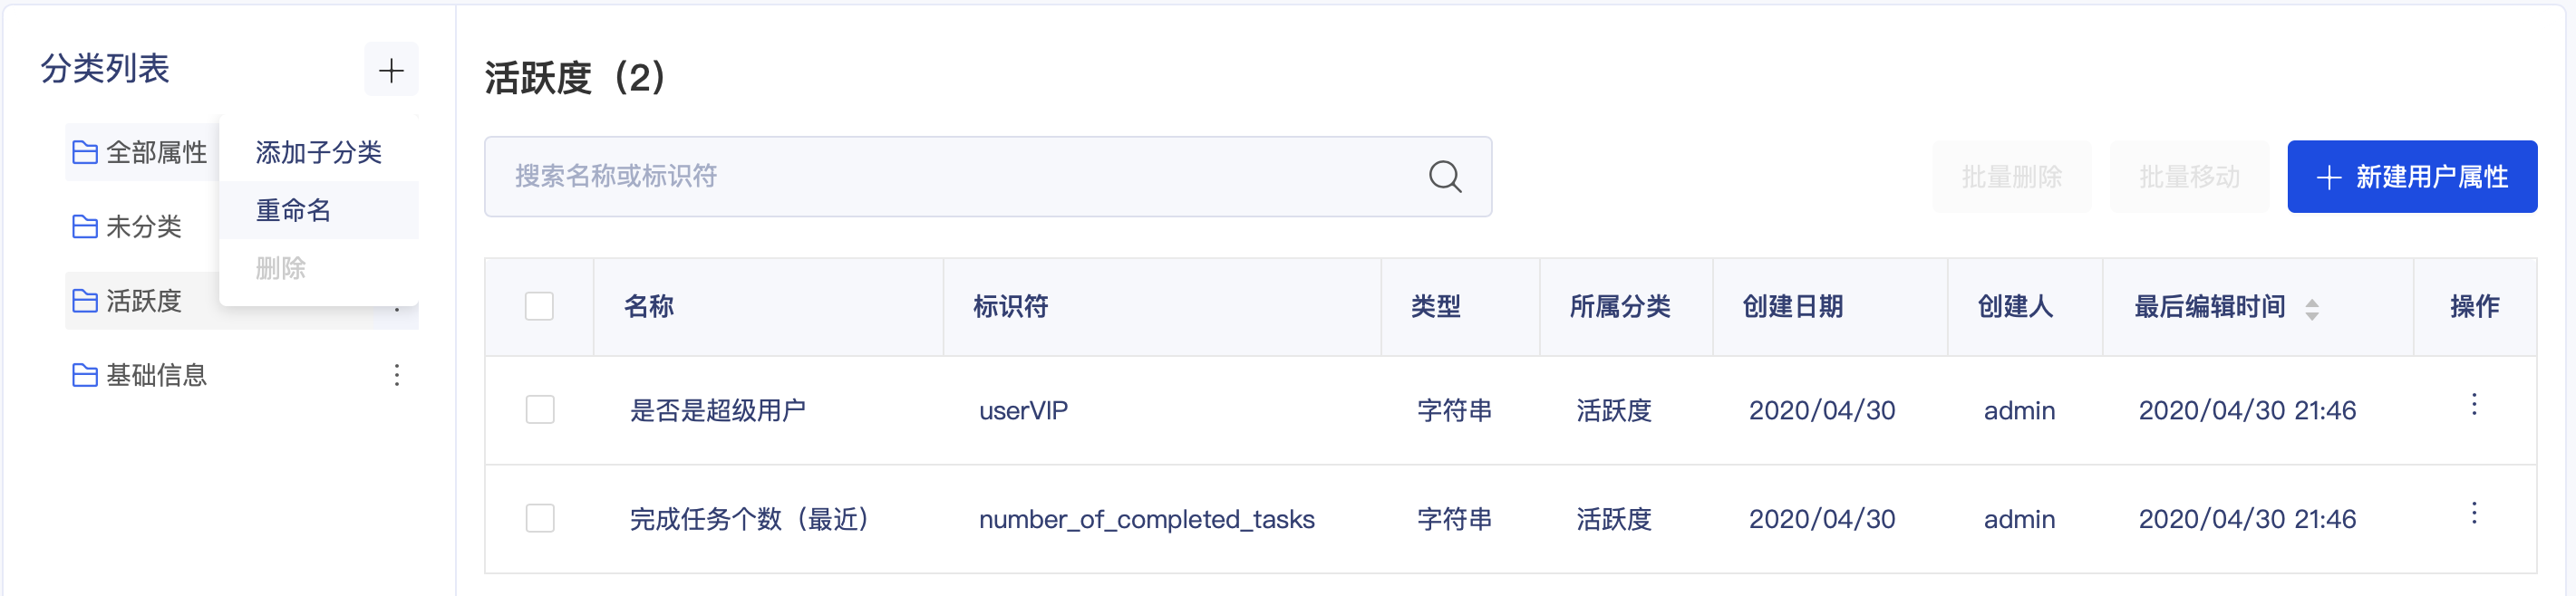 分类列表
全部属性
未分类
活跃度
基础信息
添加子分类
重命名
删除
活跃度（2）
搜索名称或标识符
批量删除 批量移动 新建用户属性
名称 标识符 类型 所属分类 创建日期 创建人 最后编辑时间 操作
是否是超级用户 userVIP 字符串 活跃度 2020/04/30 admin 2020/04/30 21:46
完成任务个数（最近） number_of_completed_tasks 字符串 活跃度 2020/04/30 admin 2020/04/30 21:46